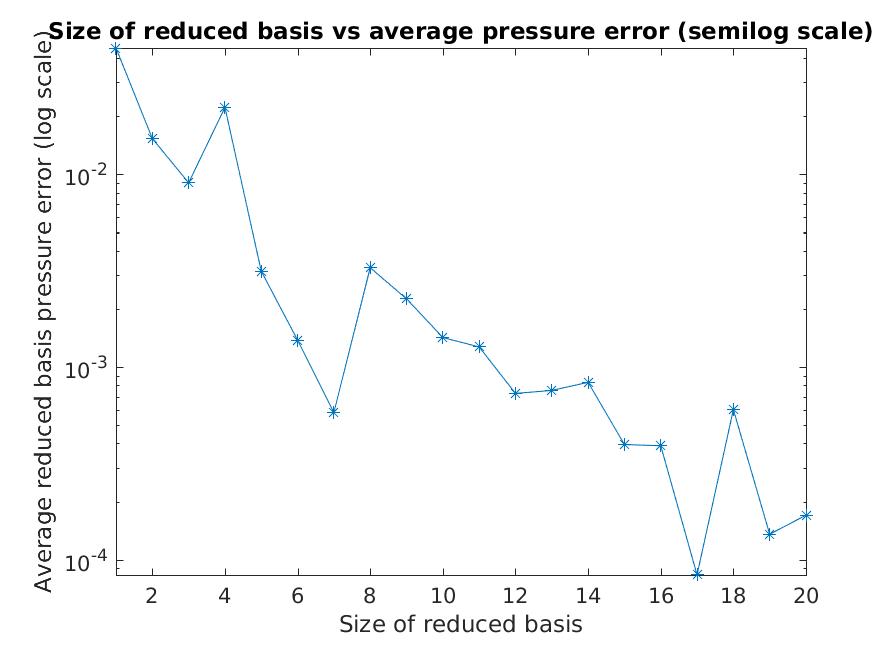 Size of reduced basis vs average pressure error (semilog scale)
Average reduced basis pressure error (log scale)
10^-2
10^-3
10^-4
2 4 6 8 10 12 14 16 18 20
Size of reduced basis